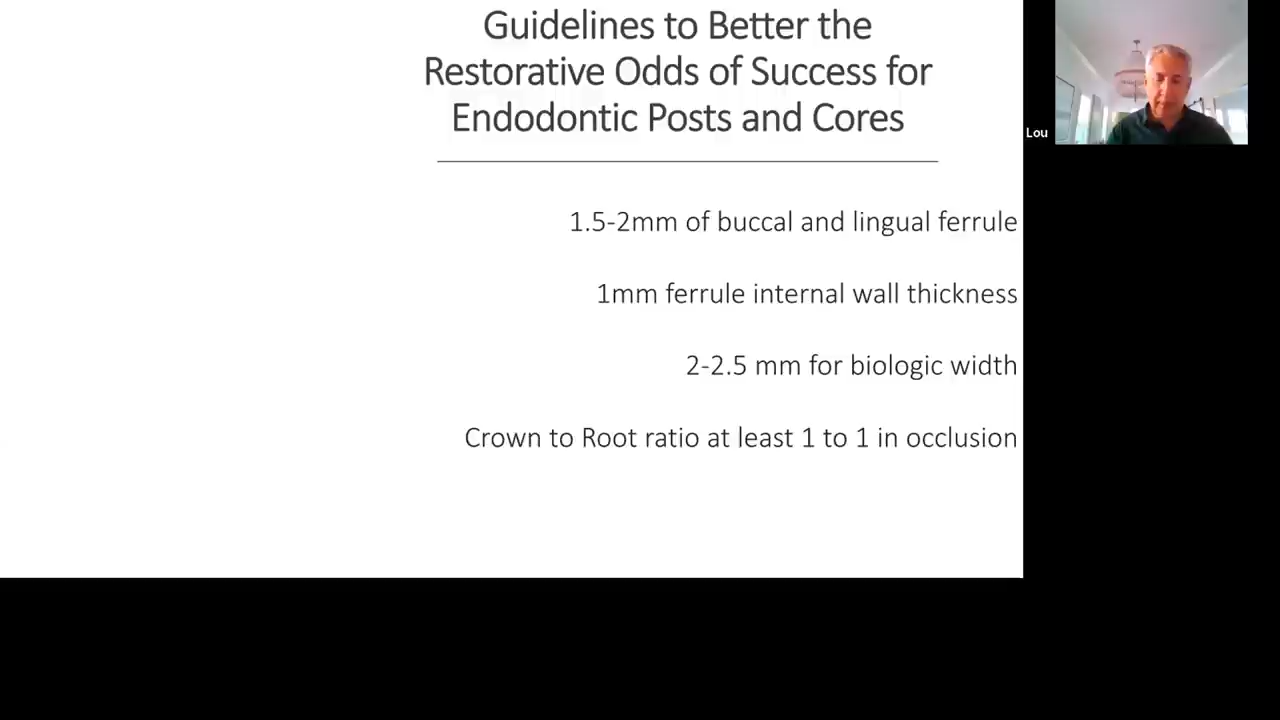 Guidelines to Better the
Restorative Odds of Success for
Endodontic Posts and Cores
1.5-2mm of buccal and lingual ferrule
1mm ferrule internal wall thickness
2-2.5 mm for biologic width
Crown to Root ratio at least 1 to 1 in occlusion
Lou